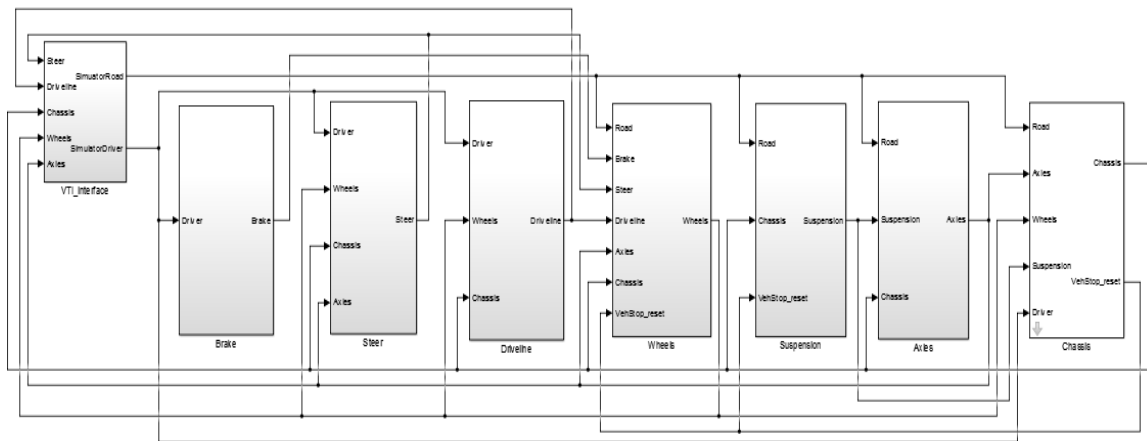 Steer
Driveline
Chassis
Wheels
Axles
SimuatorRoad
SimulatorDriver
VTI_Interface
Driver
Brake
Brake
Driver
Wheels
Chassis
Axles
Steer
Steer
Driver
Wheels
Chassis
Driveline
Driveline
Road
Brake
Steer
Driveline
Axles
Chassis
VehStop_reset
Wheels
Wheels
Road
Chassis
VehStop_reset
Suspension
Suspension
Road
Suspension
Chassis
Axles
Axles
Road
Axles
Wheels
Suspension
Driver
Chassis
VehStop_reset
Chassis